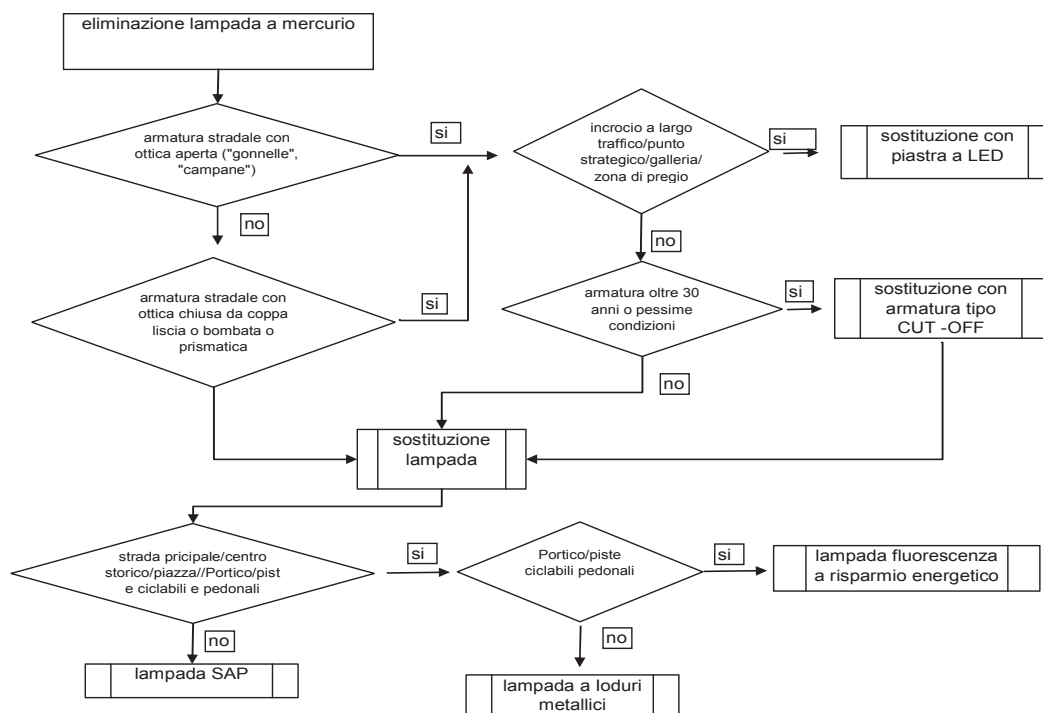 eliminazione lampada a mercurio
armatura stradale con
ottica aperta ("gonnelle",
"campane")
si
incrocio a largo
traffico/punto
strategico/galleria/
zona di pregio
si
sostituzione con
piastra a LED
no
no
armatura stradale con
ottica chiusa da coppa
liscia o bombata o
prismatica
si
armatura oltre 30
anni o pessime
condizioni
si
sostituzione con
armatura tipo
CUT -OFF
no
sostituzione
lampada
strada pricipale/centro
storico/piazza//Portico/pist
e ciclabili e pedonali
si
Portico/piste
ciclabili pedonali
si
lampada fluorescenza
a risparmio energetico
no
no
lampada SAP
lampada a loduri
metallici